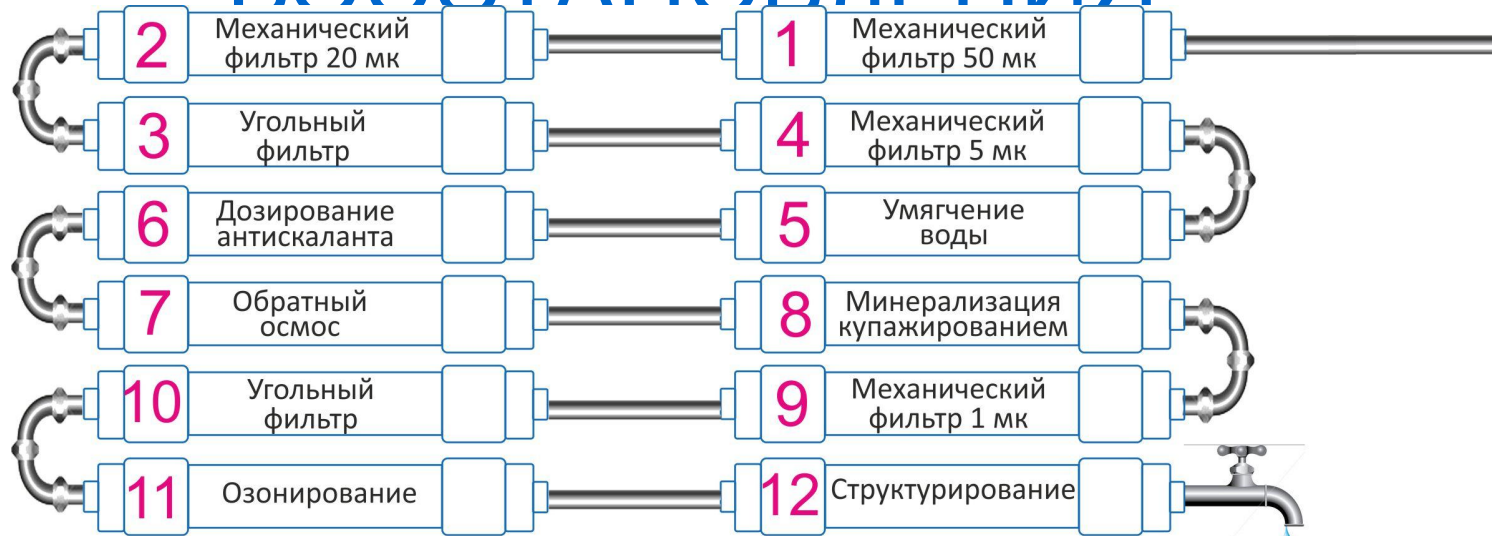 1
Механический
фильтр 50 мк
2
Механический
фильтр 20 мк
3
Угольный
фильтр
4
Механический
фильтр 5 мк
5
Умягчение
воды
6
Дозирование
антискаланта
7
Обратный
осмос
8
Минерализация
купажированием
9
Механический
фильтр 1 мк
10
Угольный
фильтр
11
Озонирование
12
Структурирование